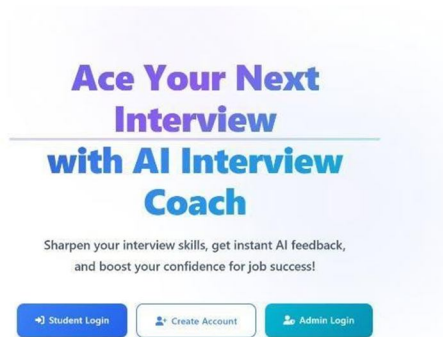 Ace Your Next
Interview
with AI Interview
Coach
Sharpen your interview skills, get instant AI feedback,
and boost your confidence for job success!
Student Login
Create Account
Admin Login